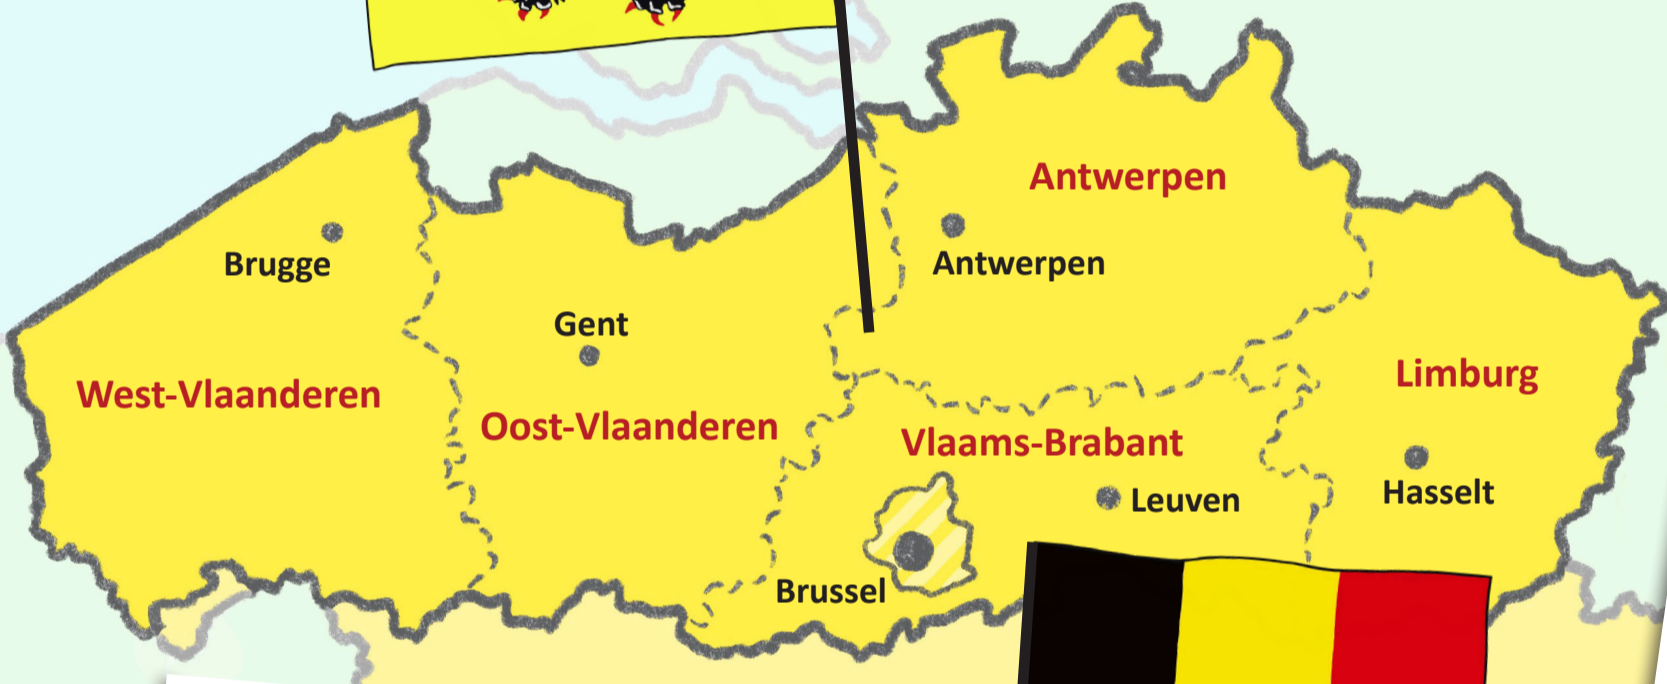 Antwerpen
Brugge
Antwerpen
Gent
West-Vlaanderen
Oost-Vlaanderen
Limburg
Vlaams-Brabant
Leuven
Hasselt
Brussel